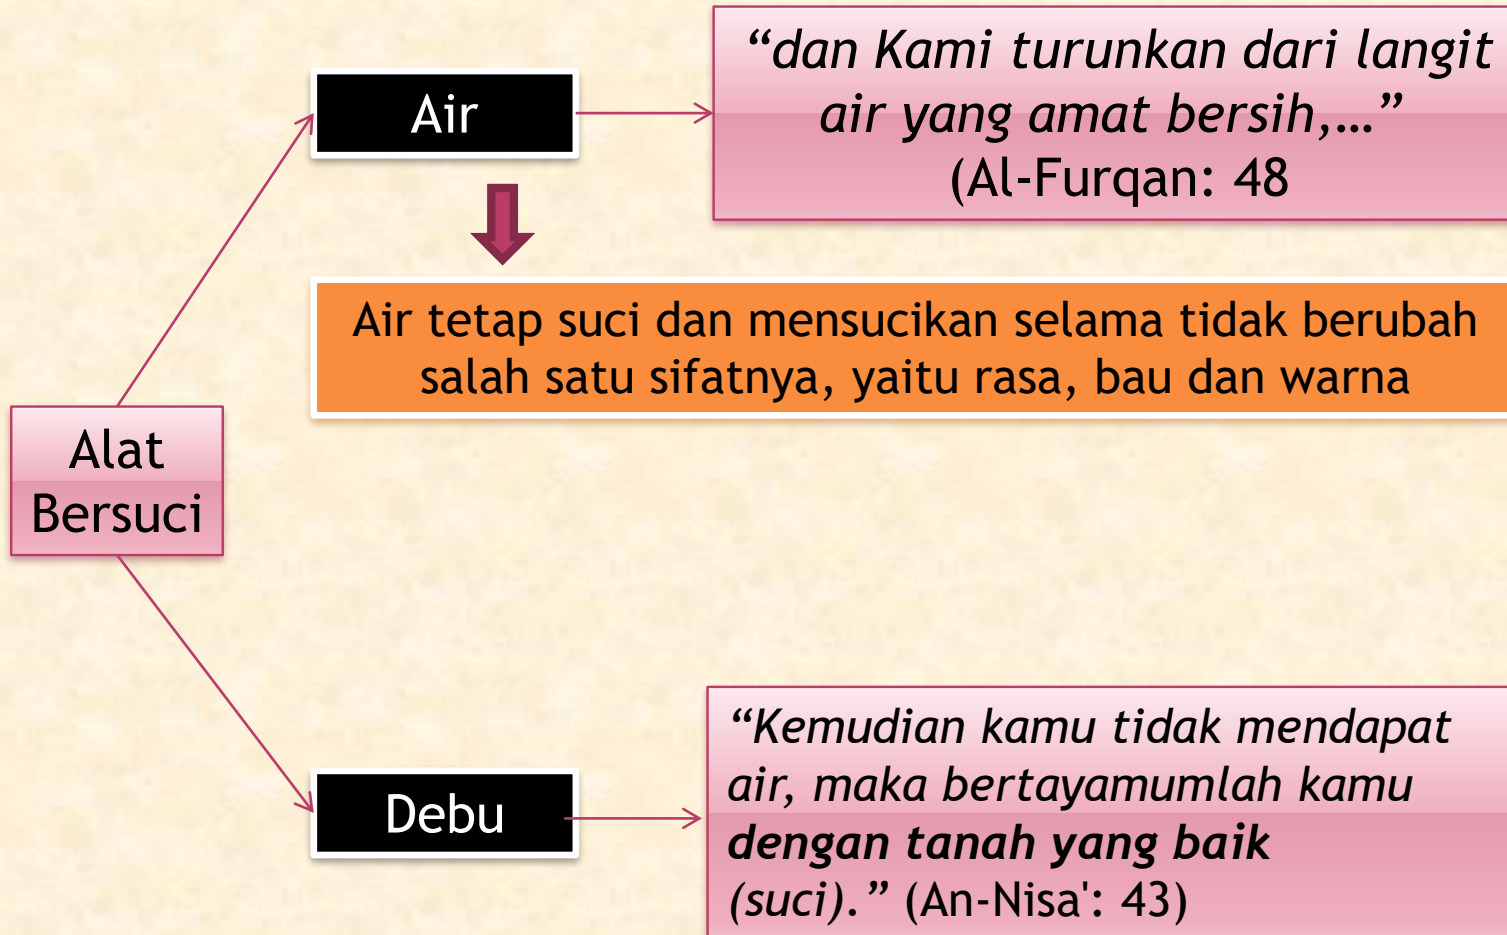 Air
“dan Kami turunkan dari langit
air yang amat bersih,…”
(Al-Furqan: 48
Air tetap suci dan mensucikan selama tidak berubah
salah satu sifatnya, yaitu rasa, bau dan warna
Alat
Bersuci
Debu
“Kemudian kamu tidak mendapat
air, maka bertayamumlah kamu
dengan tanah yang baik
(suci).” (An-Nisa': 43)